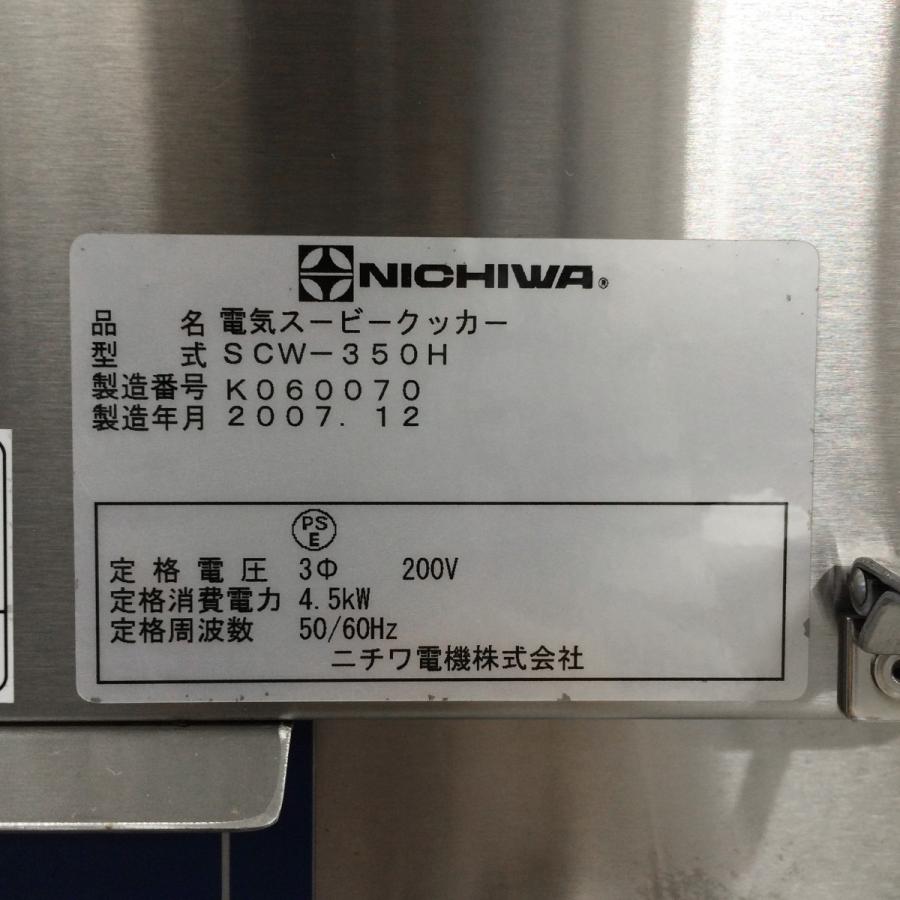 NICHIWA®
品 名 電気スービークッカー
型 式 SCW-350H
製造番号 K060070
製造年月 2007.12
PS
E
定格電圧 3Φ 200V
定格消費電力 4.5kW
定格周波数 50/60Hz
ニチワ電機株式会社